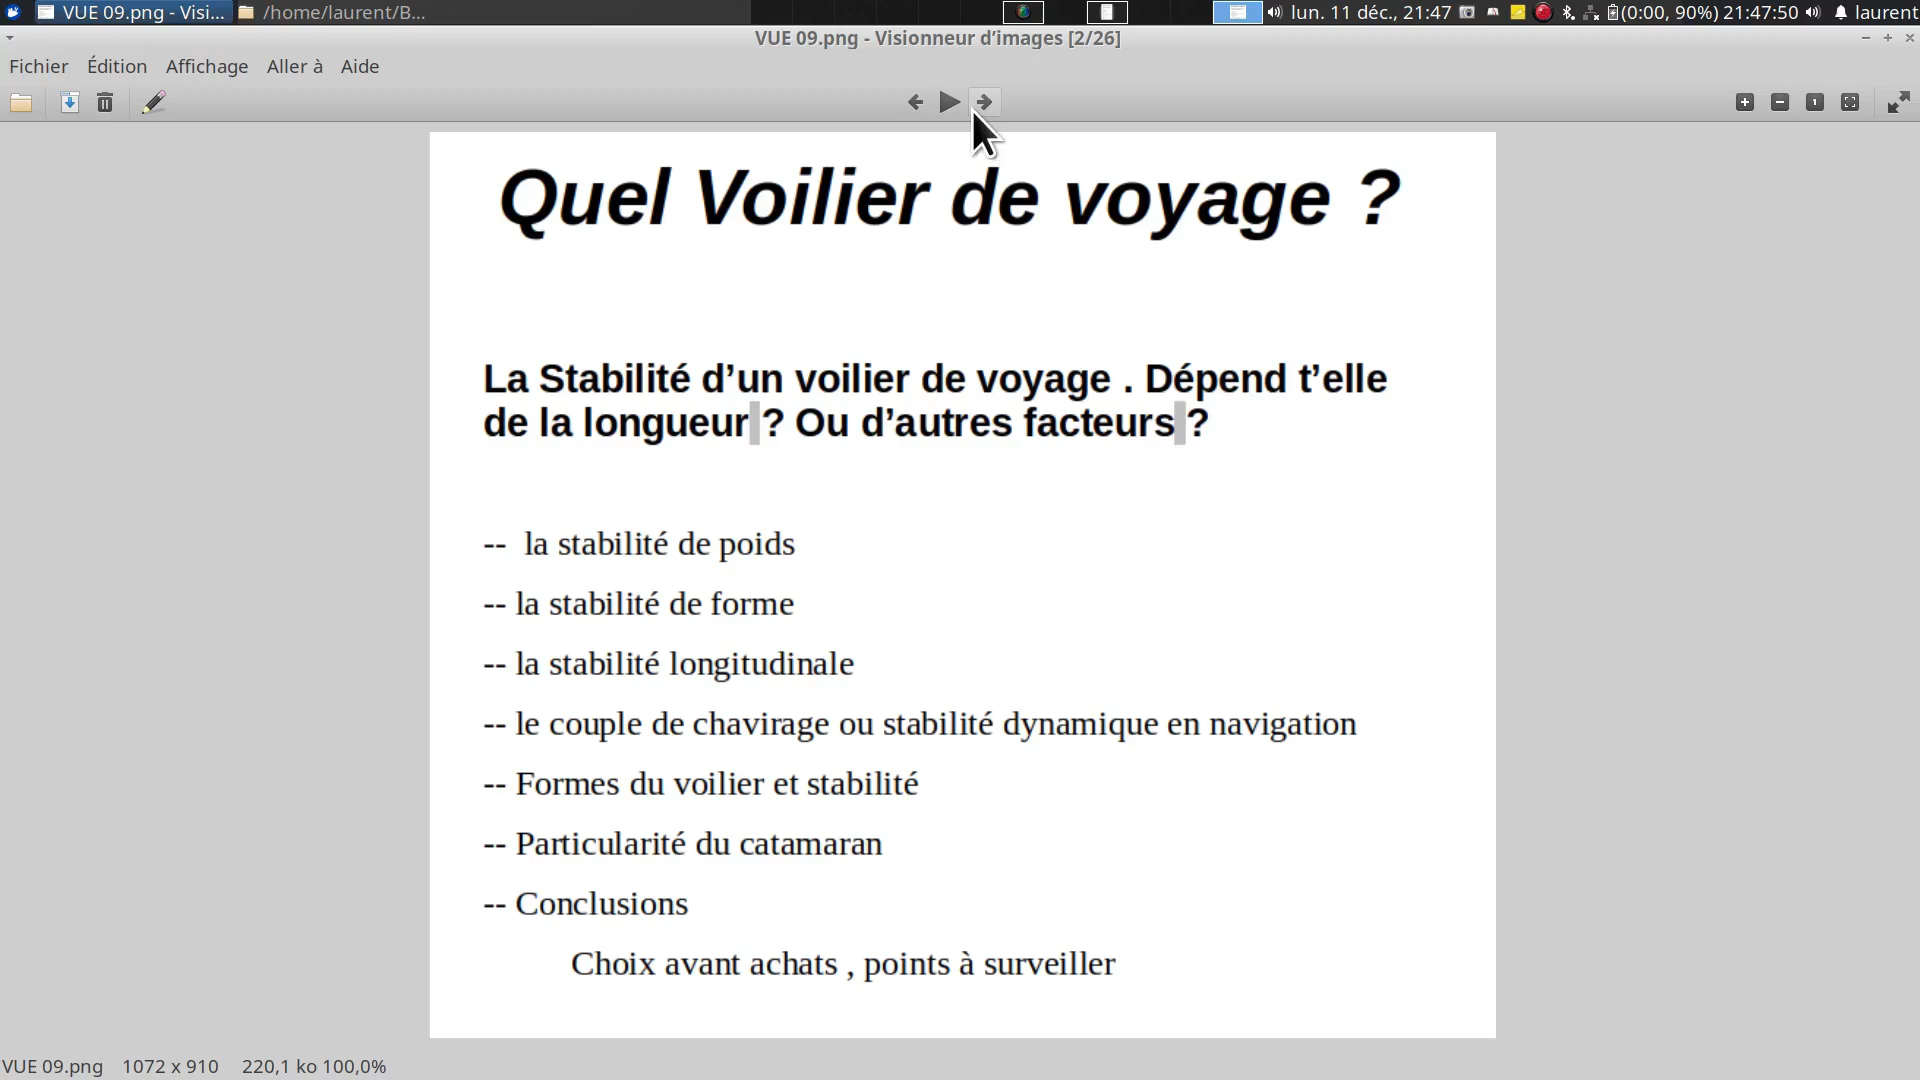 VUE 09.png - Visi...
/home/laurent/B...
lun. 11 déc., 21:47
(0:00, 90%) 21:47:50
laurent
VUE 09.png - Visionneur d’images [2/26]
Fichier Édition Affichage Aller à Aide
Quel Voilier de voyage ?
La Stabilité d’un voilier de voyage . Dépend t’elle
de la longueur ? Ou d’autres facteurs ?
-- la stabilité de poids
-- la stabilité de forme
-- la stabilité longitudinale
-- le couple de chavirage ou stabilité dynamique en navigation
-- Formes du voilier et stabilité
-- Particularité du catamaran
-- Conclusions
Choix avant achats , points à surveiller
VUE 09.png 1072 x 910 220,1 ko 100,0%